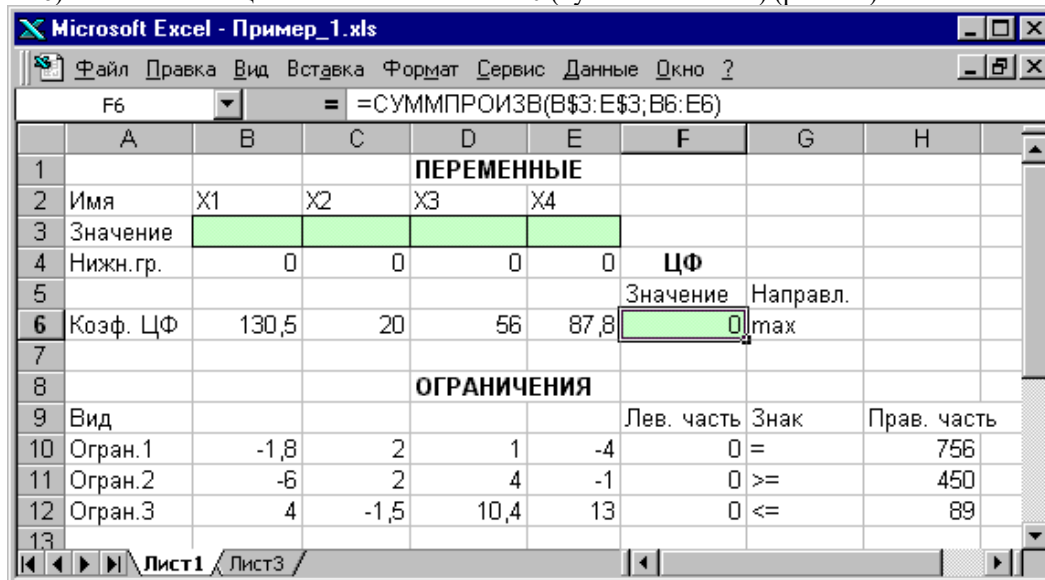 Microsoft Excel - Пример_1.xls
Файл Правка Вид Вставка Формат Сервис Данные Окно ?
F6 = =СУММПРОИЗВ(B$3:E$3;B6:E6)
A B C D E F G H
1 ПЕРЕМЕННЫЕ
2 Имя X1 X2 X3 X4
3 Значение
4 Нижн.гр. 0 0 0 0 ЦФ
5 Значение Направл.
6 Коэф. ЦФ 130,5 20 56 87,8 0 max
7
8 ОГРАНИЧЕНИЯ
9 Вид Лев. часть Знак Прав. часть
10 Огран.1 -1,8 2 1 -4 0 = 756
11 Огран.2 -6 2 4 -1 0 >= 450
12 Огран.3 4 -1,5 10,4 13 0 <= 89
13
Лист1 Лист3